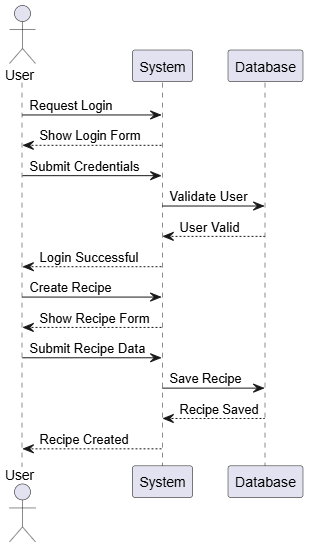 User
System
Database
Request Login
Show Login Form
Submit Credentials
Validate User
User Valid
Login Successful
Create Recipe
Show Recipe Form
Submit Recipe Data
Save Recipe
Recipe Saved
Recipe Created
User
System
Database